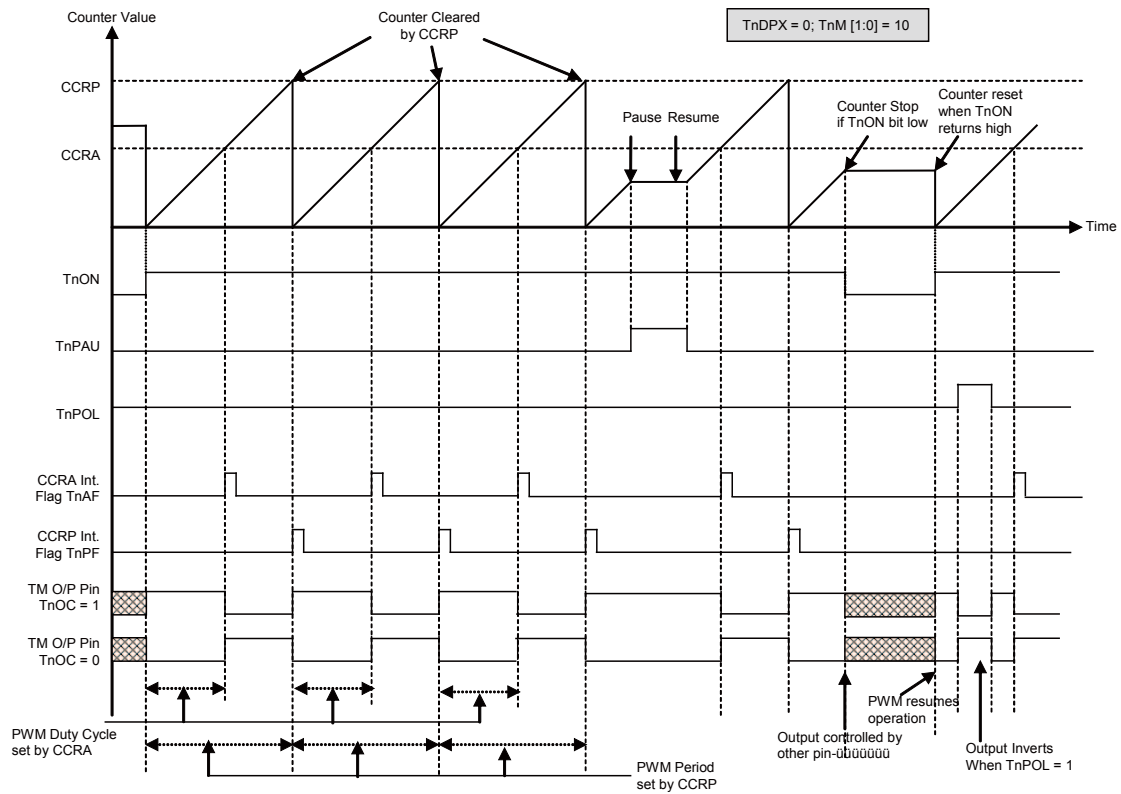 Counter Value
Counter Cleared
by CCRP
TnDPX = 0; TnM [1:0] = 10
CCRP
CCRA
Pause Resume
Counter Stop
if TnON bit low
Counter reset
when TnON
returns high
Time
TnON
TnPAU
TnPOL
CCRA Int.
Flag TnAF
CCRP Int.
Flag TnPF
TM O/P Pin
TnOC = 1
TM O/P Pin
TnOC = 0
PWM Duty Cycle
set by CCRA
PWM resumes
operation
Output controlled by
other pin-üüüüüüü
Output Inverts
When TnPOL = 1
PWM Period
set by CCRP